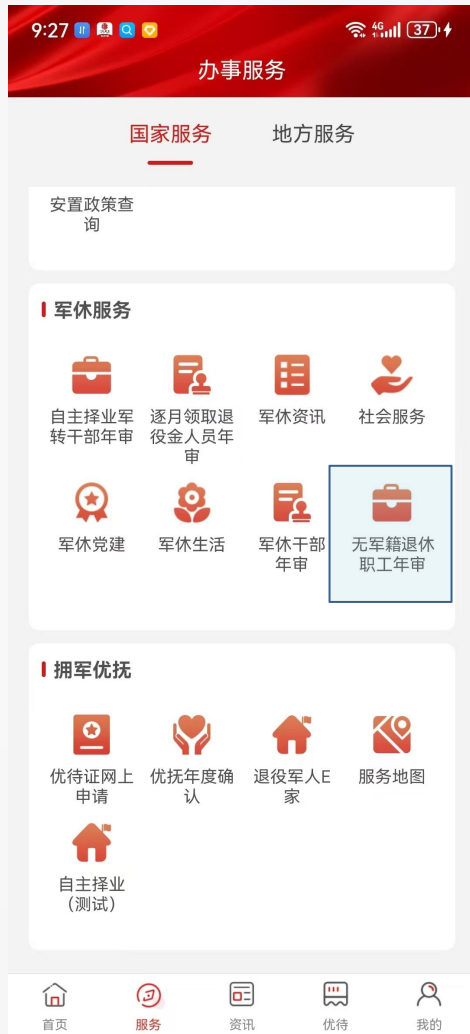 9:27
4G
37
办事服务
国家服务
地方服务
安置政策查
询
军休服务
自主择业军
转干部年审
逐月领取退
役金人员年
审
军休资讯
社会服务
军休党建
军休生活
军休干部
年审
无军籍退休
职工年审
拥军优抚
优待证网上
申请
优抚年度确
认
退役军人E
家
服务地图
自主择业
（测试）
首页
服务
资讯
优待
我的